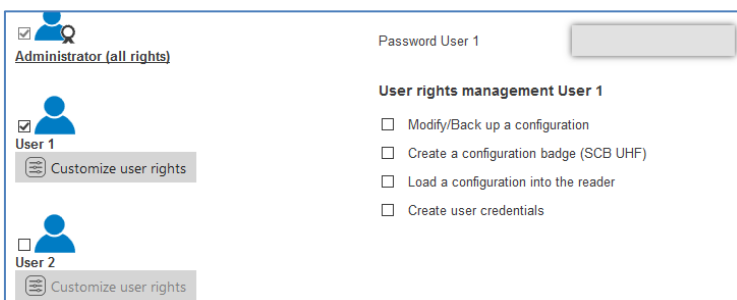 Administrator (all rights)
User 1
Customize user rights
User 2
Customize user rights
Password User 1
User rights management User 1
Modify/Back up a configuration
Create a configuration badge (SCB UHF)
Load a configuration into the reader
Create user credentials